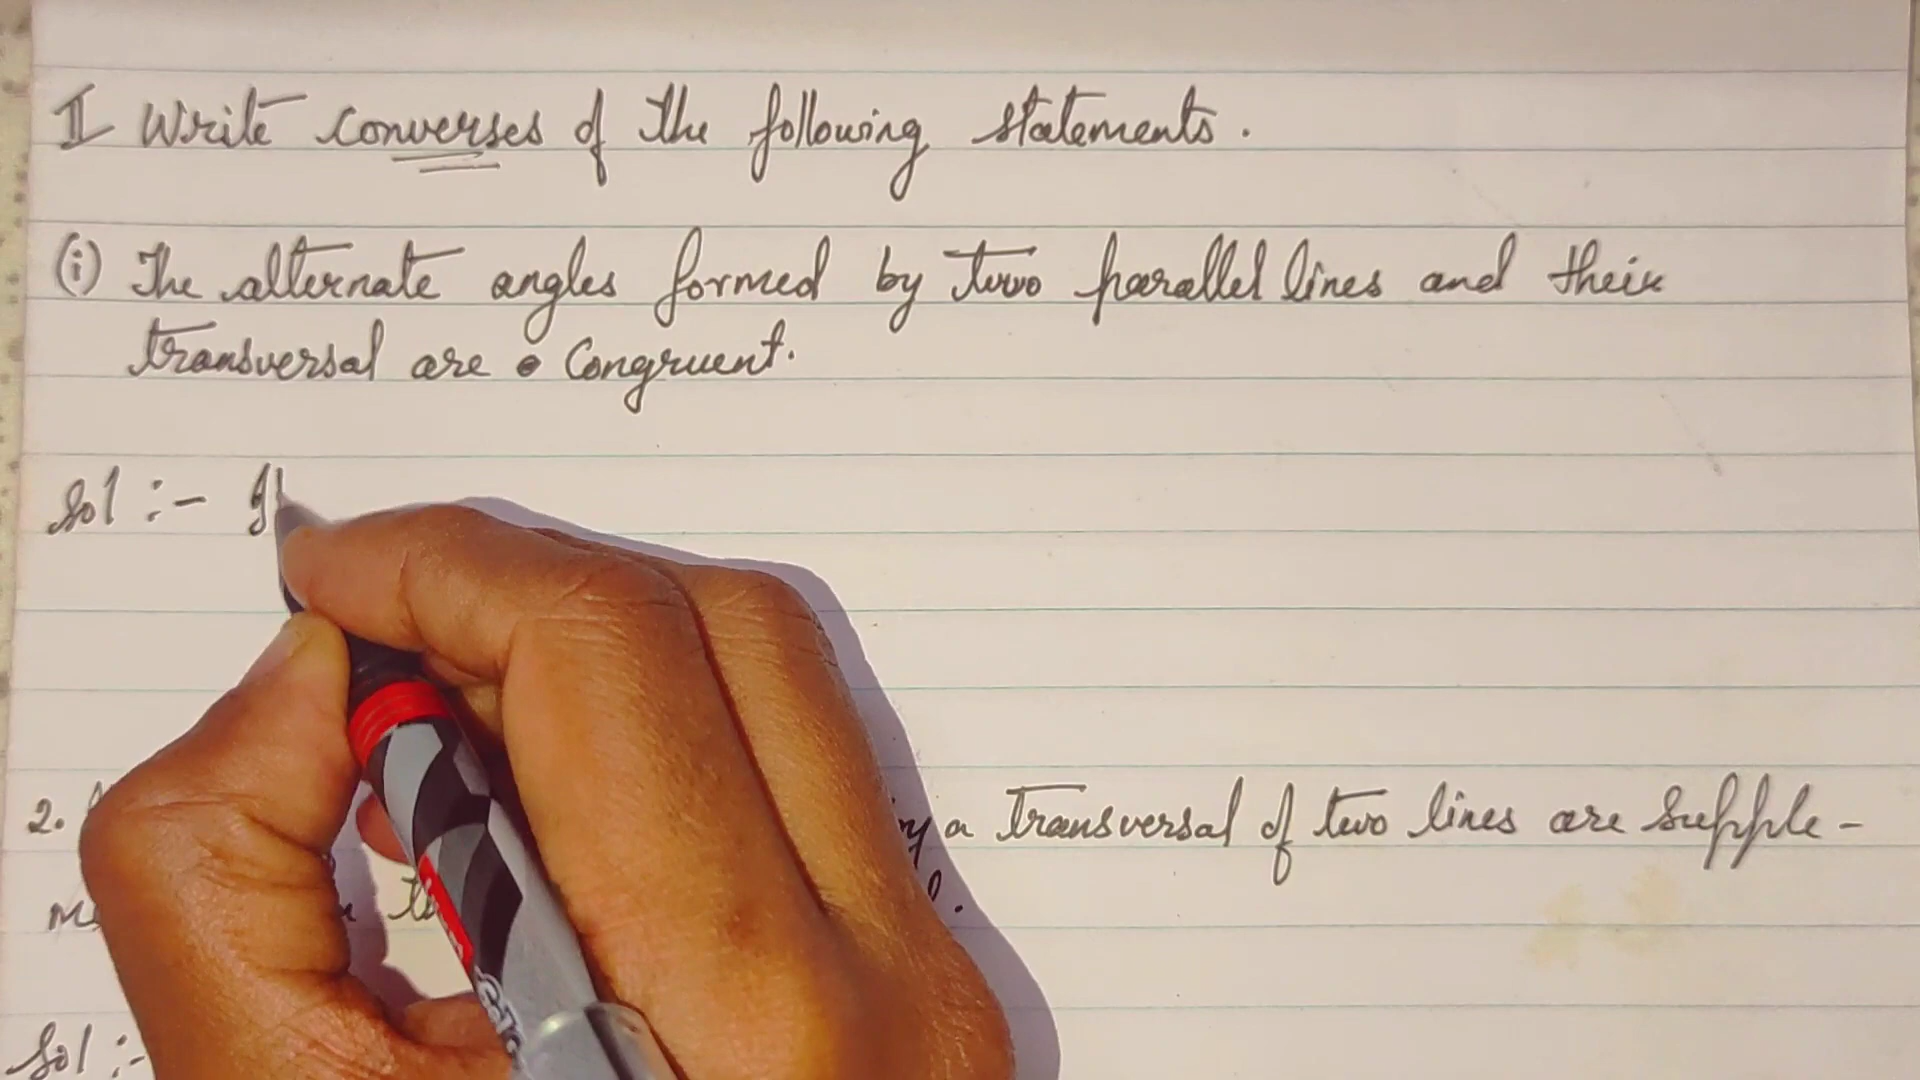 II Write converses of the following statements.
(i) The alternate angles formed by two parallel lines and their
transversal are congruent.
Sol :-
2. by a transversal of two lines are supple-
Sol :-